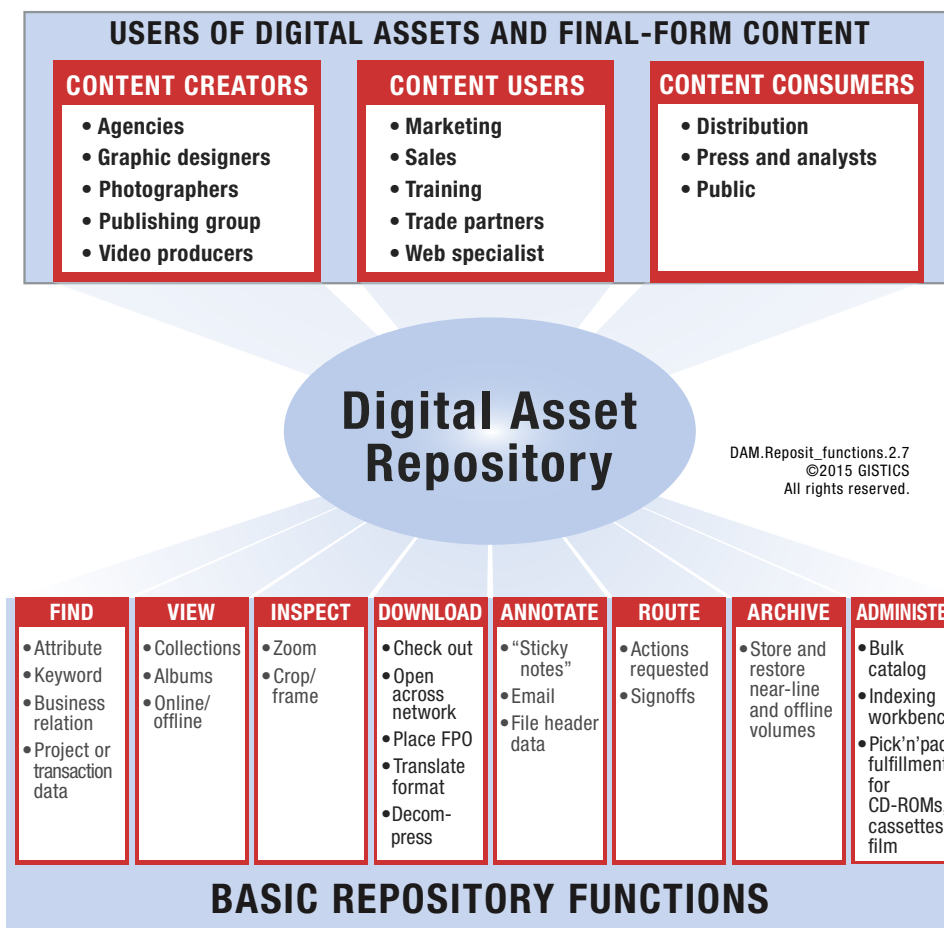 USERS OF DIGITAL ASSETS AND FINAL-FORM CONTENT
CONTENT CREATORS
• Agencies
• Graphic designers
• Photographers
• Publishing group
• Video producers
CONTENT USERS
• Marketing
• Sales
• Training
• Trade partners
• Web specialist
CONTENT CONSUMERS
• Distribution
• Press and analysts
• Public
Digital Asset
Repository
DAM.Reposit_functions.2.7
©2015 GISTICS
All rights reserved.
FIND
• Attribute
• Keyword
• Business
relation
• Project or
transaction
data
VIEW
• Collections
• Albums
• Online/
offline
INSPECT
• Zoom
• Crop/
frame
DOWNLOAD
• Check out
• Open
across
network
• Place FPO
• Translate
format
• Decom-
press
ANNOTATE
• “Sticky
notes”
• Email
• File header
data
ROUTE
• Actions
requested
• Signoffs
ARCHIVE
• Store and
restore
near-line
and offline
volumes
ADMINISTE
• Bulk
catalog
• Indexing
workbenc
• Pick’n’pac
fulfillment
for
CD-ROMs,
cassettes
film
BASIC REPOSITORY FUNCTIONS